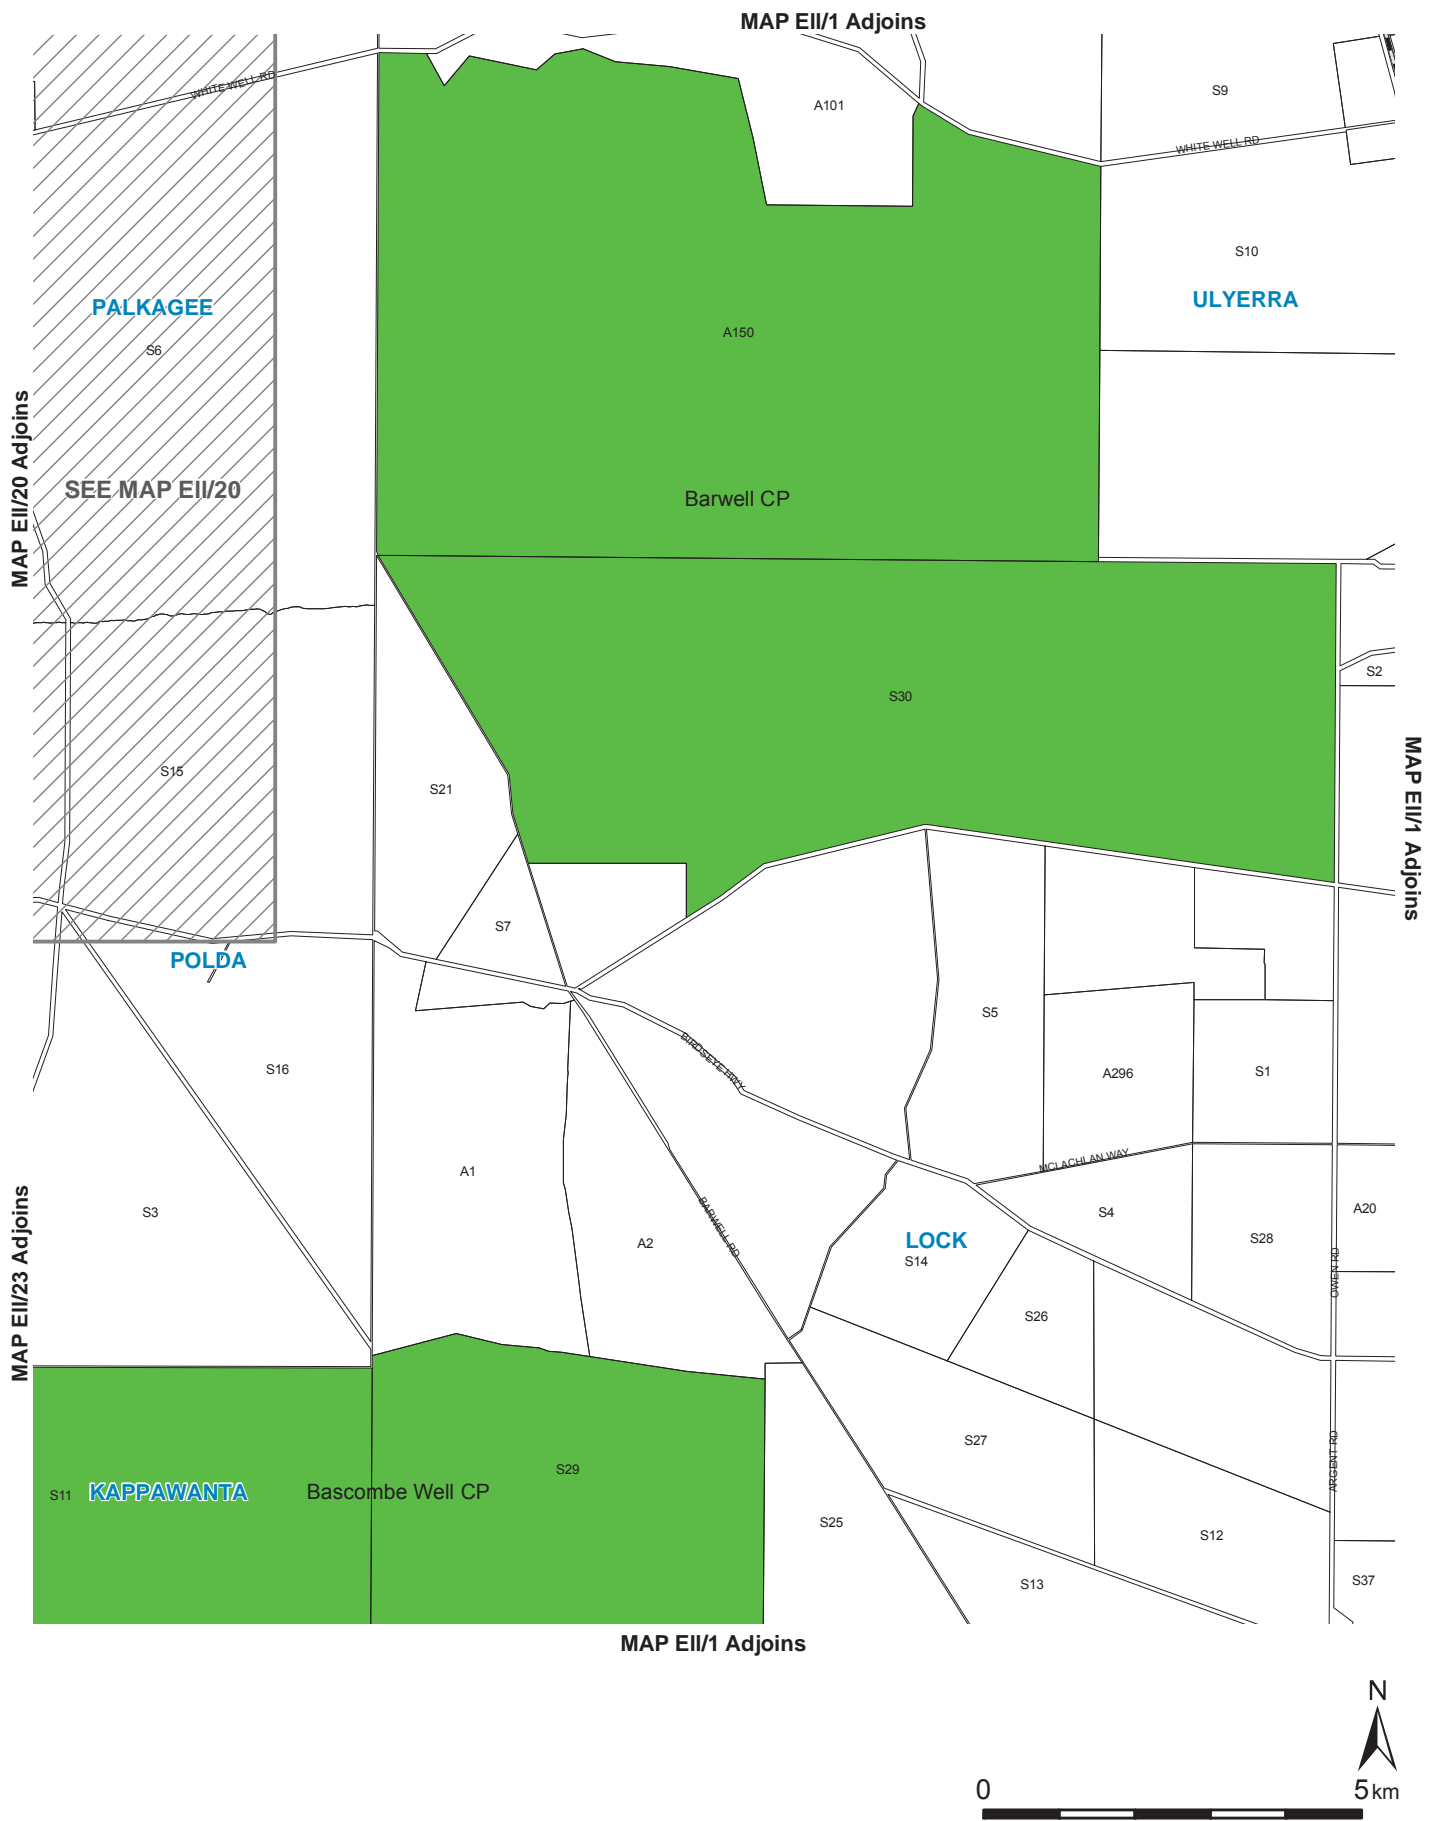 MAP EII/1 Adjoins
WHITE WELL RD
A101
S9
WHITE WELL RD
S10
PALKAGEE
ULYERRA
A150
S6
MAP EII/20 Adjoins
SEE MAP EII/20
Barwell CP
S2
S30
S15
S21
MAP EII/1 Adjoins
S7
POLDA
S5
S16
BIRDSEYE HWY
A296
S1
MCLACHLAN WAY
A1
S3
BARWELL RD
S4
A20
A2
LOCK
S28
S14
OWEN RD
MAP EII/23 Adjoins
S26
S27
ARGENT RD
S29
S11
KAPPAWANTA
Bascombe Well CP
S25
S12
S13
S37
MAP EII/1 Adjoins
N
0
5 km